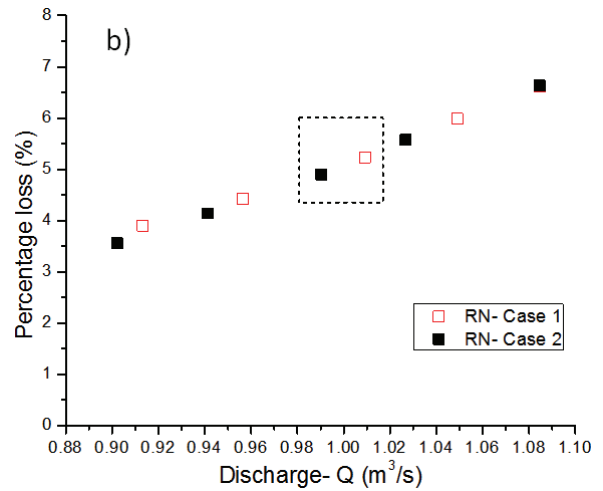 b)
Percentage loss (%)
8
7
6
5
4
3
2
1
0
RN- Case 1
RN- Case 2
0.88 0.90 0.92 0.94 0.96 0.98 1.00 1.02 1.04 1.06 1.08 1.10
Discharge- Q (m³/s)